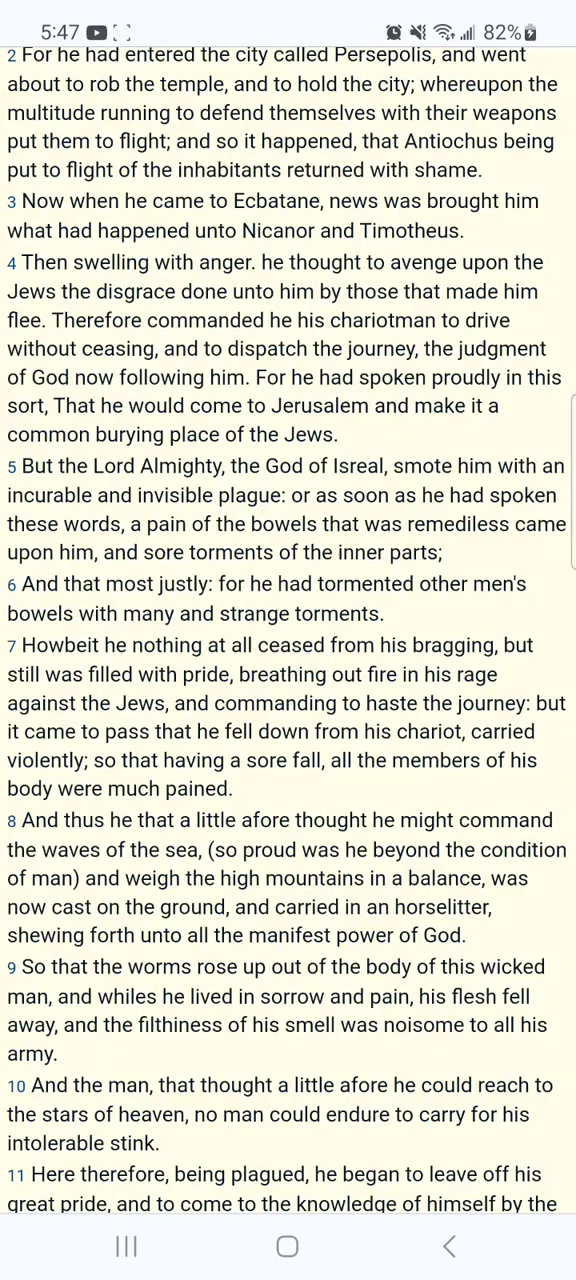 5:47
82%
2 For he had entered the city called Persepolis, and went
about to rob the temple, and to hold the city; whereupon the
multitude running to defend themselves with their weapons
put them to flight; and so it happened, that Antiochus being
put to flight of the inhabitants returned with shame.
3 Now when he came to Ecbatane, news was brought him
what had happened unto Nicanor and Timotheus.
4 Then swelling with anger. he thought to avenge upon the
Jews the disgrace done unto him by those that made him
flee. Therefore commanded he his chariotman to drive
without ceasing, and to dispatch the journey, the judgment
of God now following him. For he had spoken proudly in this
sort, That he would come to Jerusalem and make it a
common burying place of the Jews.
5 But the Lord Almighty, the God of Isreal, smote him with an
incurable and invisible plague: or as soon as he had spoken
these words, a pain of the bowels that was remediless came
upon him, and sore torments of the inner parts;
6 And that most justly: for he had tormented other men's
bowels with many and strange torments.
7 Howbeit he nothing at all ceased from his bragging, but
still was filled with pride, breathing out fire in his rage
against the Jews, and commanding to haste the journey: but
it came to pass that he fell down from his chariot, carried
violently; so that having a sore fall, all the members of his
body were much pained.
8 And thus he that a little afore thought he might command
the waves of the sea, (so proud was he beyond the condition
of man) and weigh the high mountains in a balance, was
now cast on the ground, and carried in an horselitter,
shewing forth unto all the manifest power of God.
9 So that the worms rose up out of the body of this wicked
man, and whiles he lived in sorrow and pain, his flesh fell
away, and the filthiness of his smell was noisome to all his
army.
10 And the man, that thought a little afore he could reach to
the stars of heaven, no man could endure to carry for his
intolerable stink.
11 Here therefore, being plagued, he began to leave off his
great pride, and to come to the knowledge of himself by the